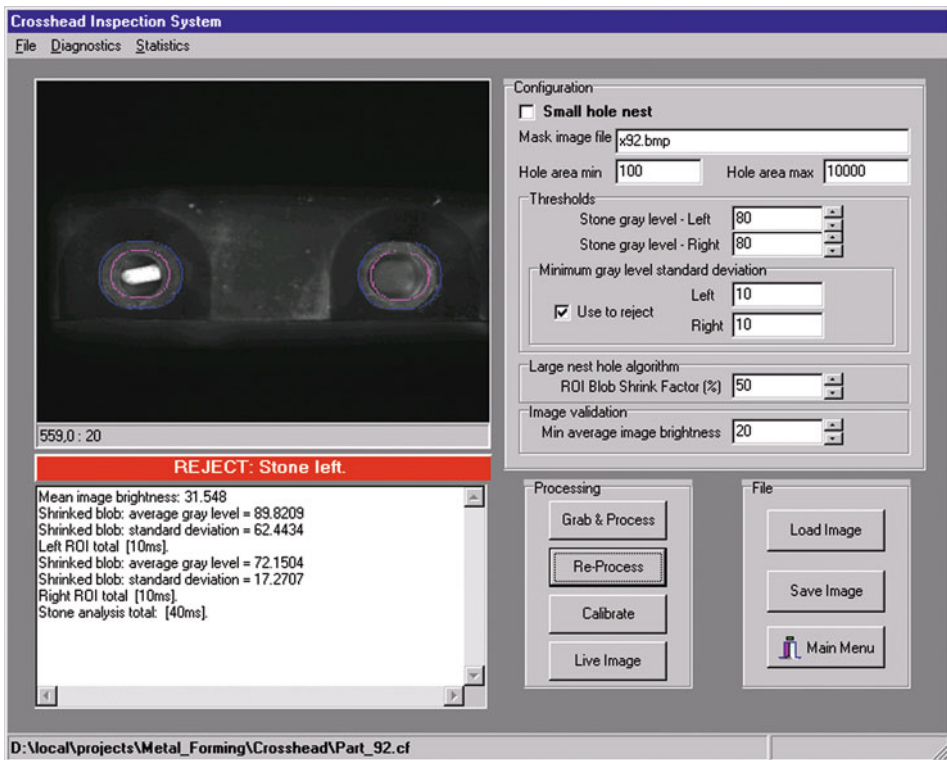 Crosshead Inspection System
File Diagnostics Statistics
559,0 : 20
REJECT: Stone left.
Mean image brightness: 31.548
Shrinked blob: average gray level = 89.8209
Shrinked blob: standard deviation = 62.4434
Left ROI total [10ms].
Shrinked blob: average gray level = 72.1504
Shrinked blob: standard deviation = 17.2707
Right ROI total [10ms].
Stone analysis total: [40ms].
Configuration
Small hole nest
Mask image file x92.bmp
Hole area min 100 Hole area max 10000
Thresholds
Stone gray level - Left 80
Stone gray level - Right 80
Minimum gray level standard deviation
Use to reject
Left 10
Right 10
Large nest hole algorithm
ROI Blob Shrink Factor (%) 50
Image validation
Min average image brightness 20
Processing
Grab & Process
Re-Process
Calibrate
Live Image
File
Load Image
Save Image
Main Menu
D:\local\projects\Metal_Forming\Crosshead\Part_92.cf